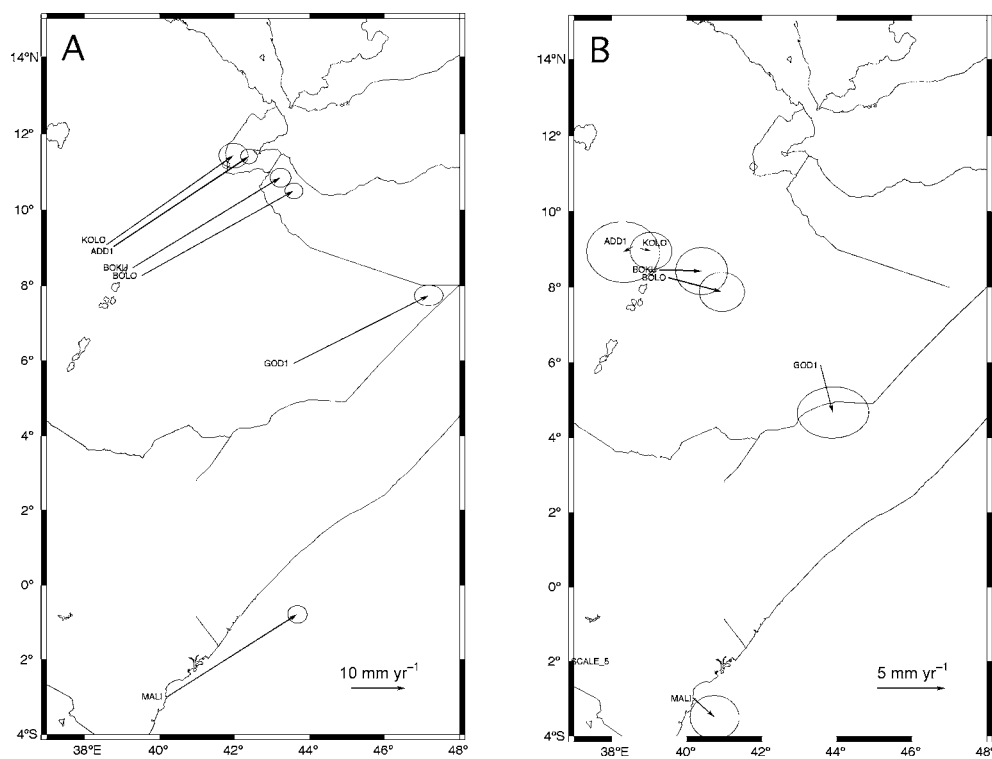 A
14°N
12°
10°
8°
6°
4°
2°
0°
2°
4°S
KOLO
ADD1
BOKU
BOLO
GOD1
MALI
10 mm yr⁻¹
38°E
40°
42°
44°
46°
48°
B
14°N
12°
10°
8°
6°
4°
2°
0°
2°
4°S
ADD1
KOLO
BOKU
BOLO
GOD1
SCALE_5
MALI
5 mm yr⁻¹
38°E
40°
42°
44°
46°
48°